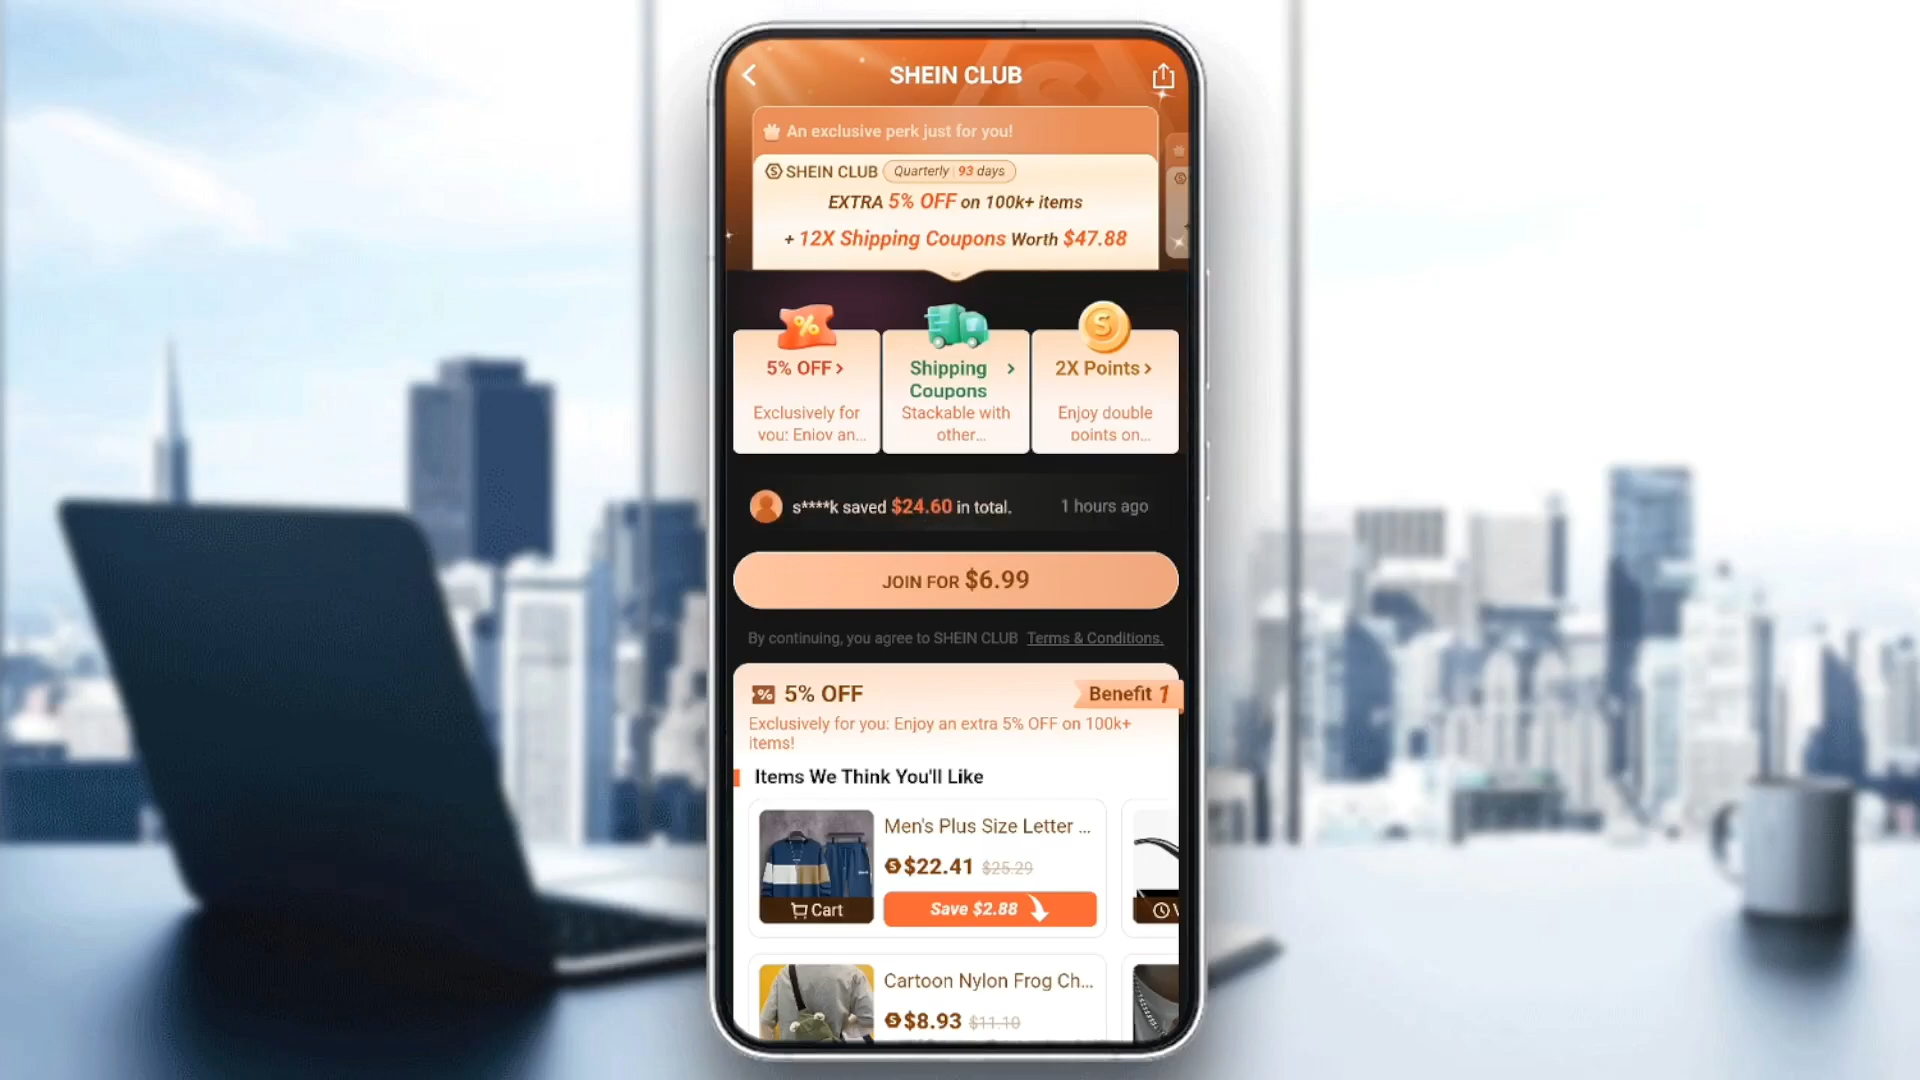 SHEIN CLUB
An exclusive perk just for you!
SHEIN CLUB Quarterly | 93 days
EXTRA 5% OFF on 100k+ items
+ 12X Shipping Coupons Worth $47.88
5% OFF >
Exclusively for
you: Enjoy an...
Shipping >
Coupons
Stackable with
other...
2X Points >
Enjoy double
points on...
s****k saved $24.60 in total. 1 hours ago
JOIN FOR $6.99
By continuing, you agree to SHEIN CLUB Terms & Conditions.
5% OFF Benefit 1
Exclusively for you: Enjoy an extra 5% OFF on 100k+
items!
Items We Think You'll Like
Men's Plus Size Letter ...
$22.41 $25.29
Cart Save $2.88
Cartoon Nylon Frog Ch...
$8.93 $11.10